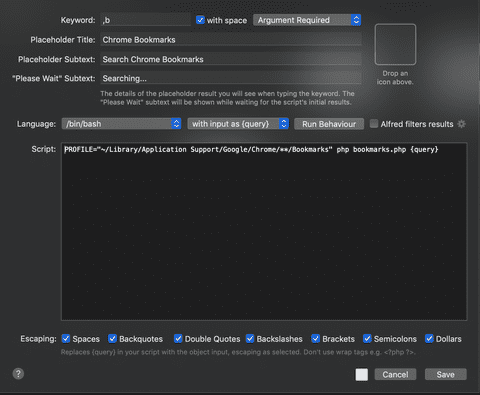 Keyword: ,b with space Argument Required
Placeholder Title: Chrome Bookmarks
Placeholder Subtext: Search Chrome Bookmarks
"Please Wait" Subtext: Searching...
Drop an
icon above.
The details of the placeholder result you will see when typing the keyword. The
"Please Wait" subtext will be shown while waiting for the script's initial results.
Language: /bin/bash with input as {query} Run Behaviour Alfred filters results
Script: PROFILE="~/Library/Application Support/Google/Chrome/**/Bookmarks" php bookmarks.php {query}
Escaping: Spaces Backquotes Double Quotes Backslashes Brackets Semicolons Dollars
Replaces {query} in your script with the object input, escaping as selected. Don't use wrap tags e.g. <?php ?>.
? Cancel Save